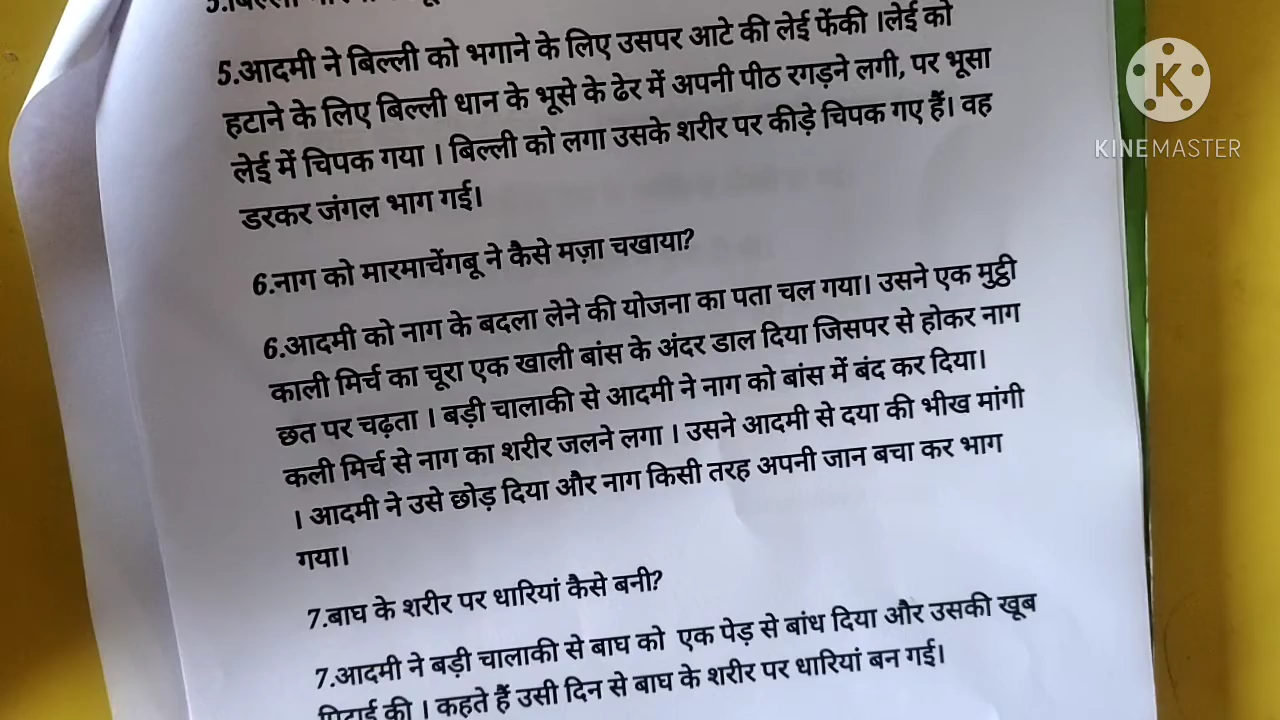 5.आदमी ने बिल्ली को भगाने के लिए उसपर आटे की लेई फेंकी ।लेई को
हटाने के लिए बिल्ली धान के भूसे के ढेर में अपनी पीठ रगड़ने लगी, पर भूसा
लेई में चिपक गया । बिल्ली को लगा उसके शरीर पर कीड़े चिपक गए हैं। वह
डरकर जंगल भाग गई।
6.नाग को मारमाचेंगबू ने कैसे मज़ा चखाया?
6.आदमी को नाग के बदला लेने की योजना का पता चल गया। उसने एक मुट्ठी
काली मिर्च का चूरा एक खाली बांस के अंदर डाल दिया जिसपर से होकर नाग
छत पर चढ़ता । बड़ी चालाकी से आदमी ने नाग को बांस में बंद कर दिया।
कली मिर्च से नाग का शरीर जलने लगा । उसने आदमी से दया की भीख मांगी
। आदमी ने उसे छोड़ दिया और नाग किसी तरह अपनी जान बचा कर भाग
गया।
7.बाघ के शरीर पर धारियां कैसे बनी?
7.आदमी ने बड़ी चालाकी से बाघ को एक पेड़ से बांध दिया और उसकी खूब
पिटाई की । कहते हैं उसी दिन से बाघ के शरीर पर धारियां बन गई।
K
KINEMASTER